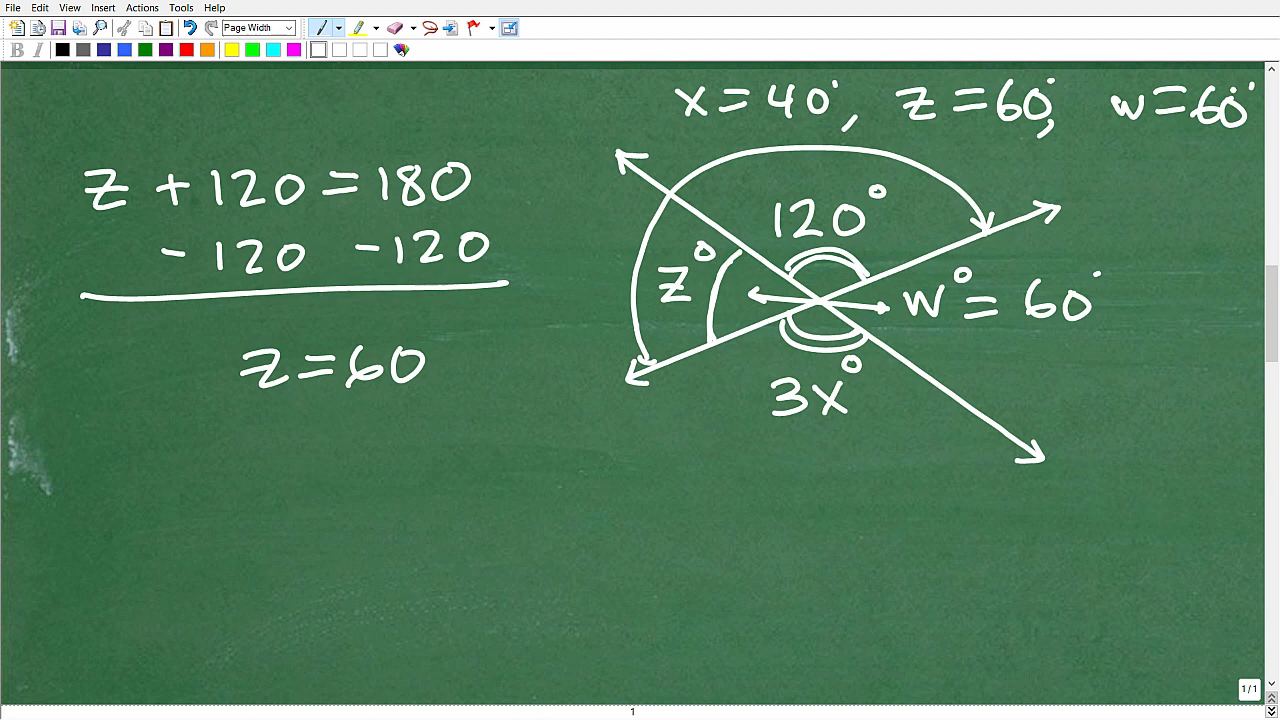 File Edit View Insert Actions Tools Help
Page Width
B I
x = 40°, z = 60°, w = 60°
z + 120 = 180
- 120 - 120
z = 60
120°
z°
w° = 60°
3x°
1/1
1